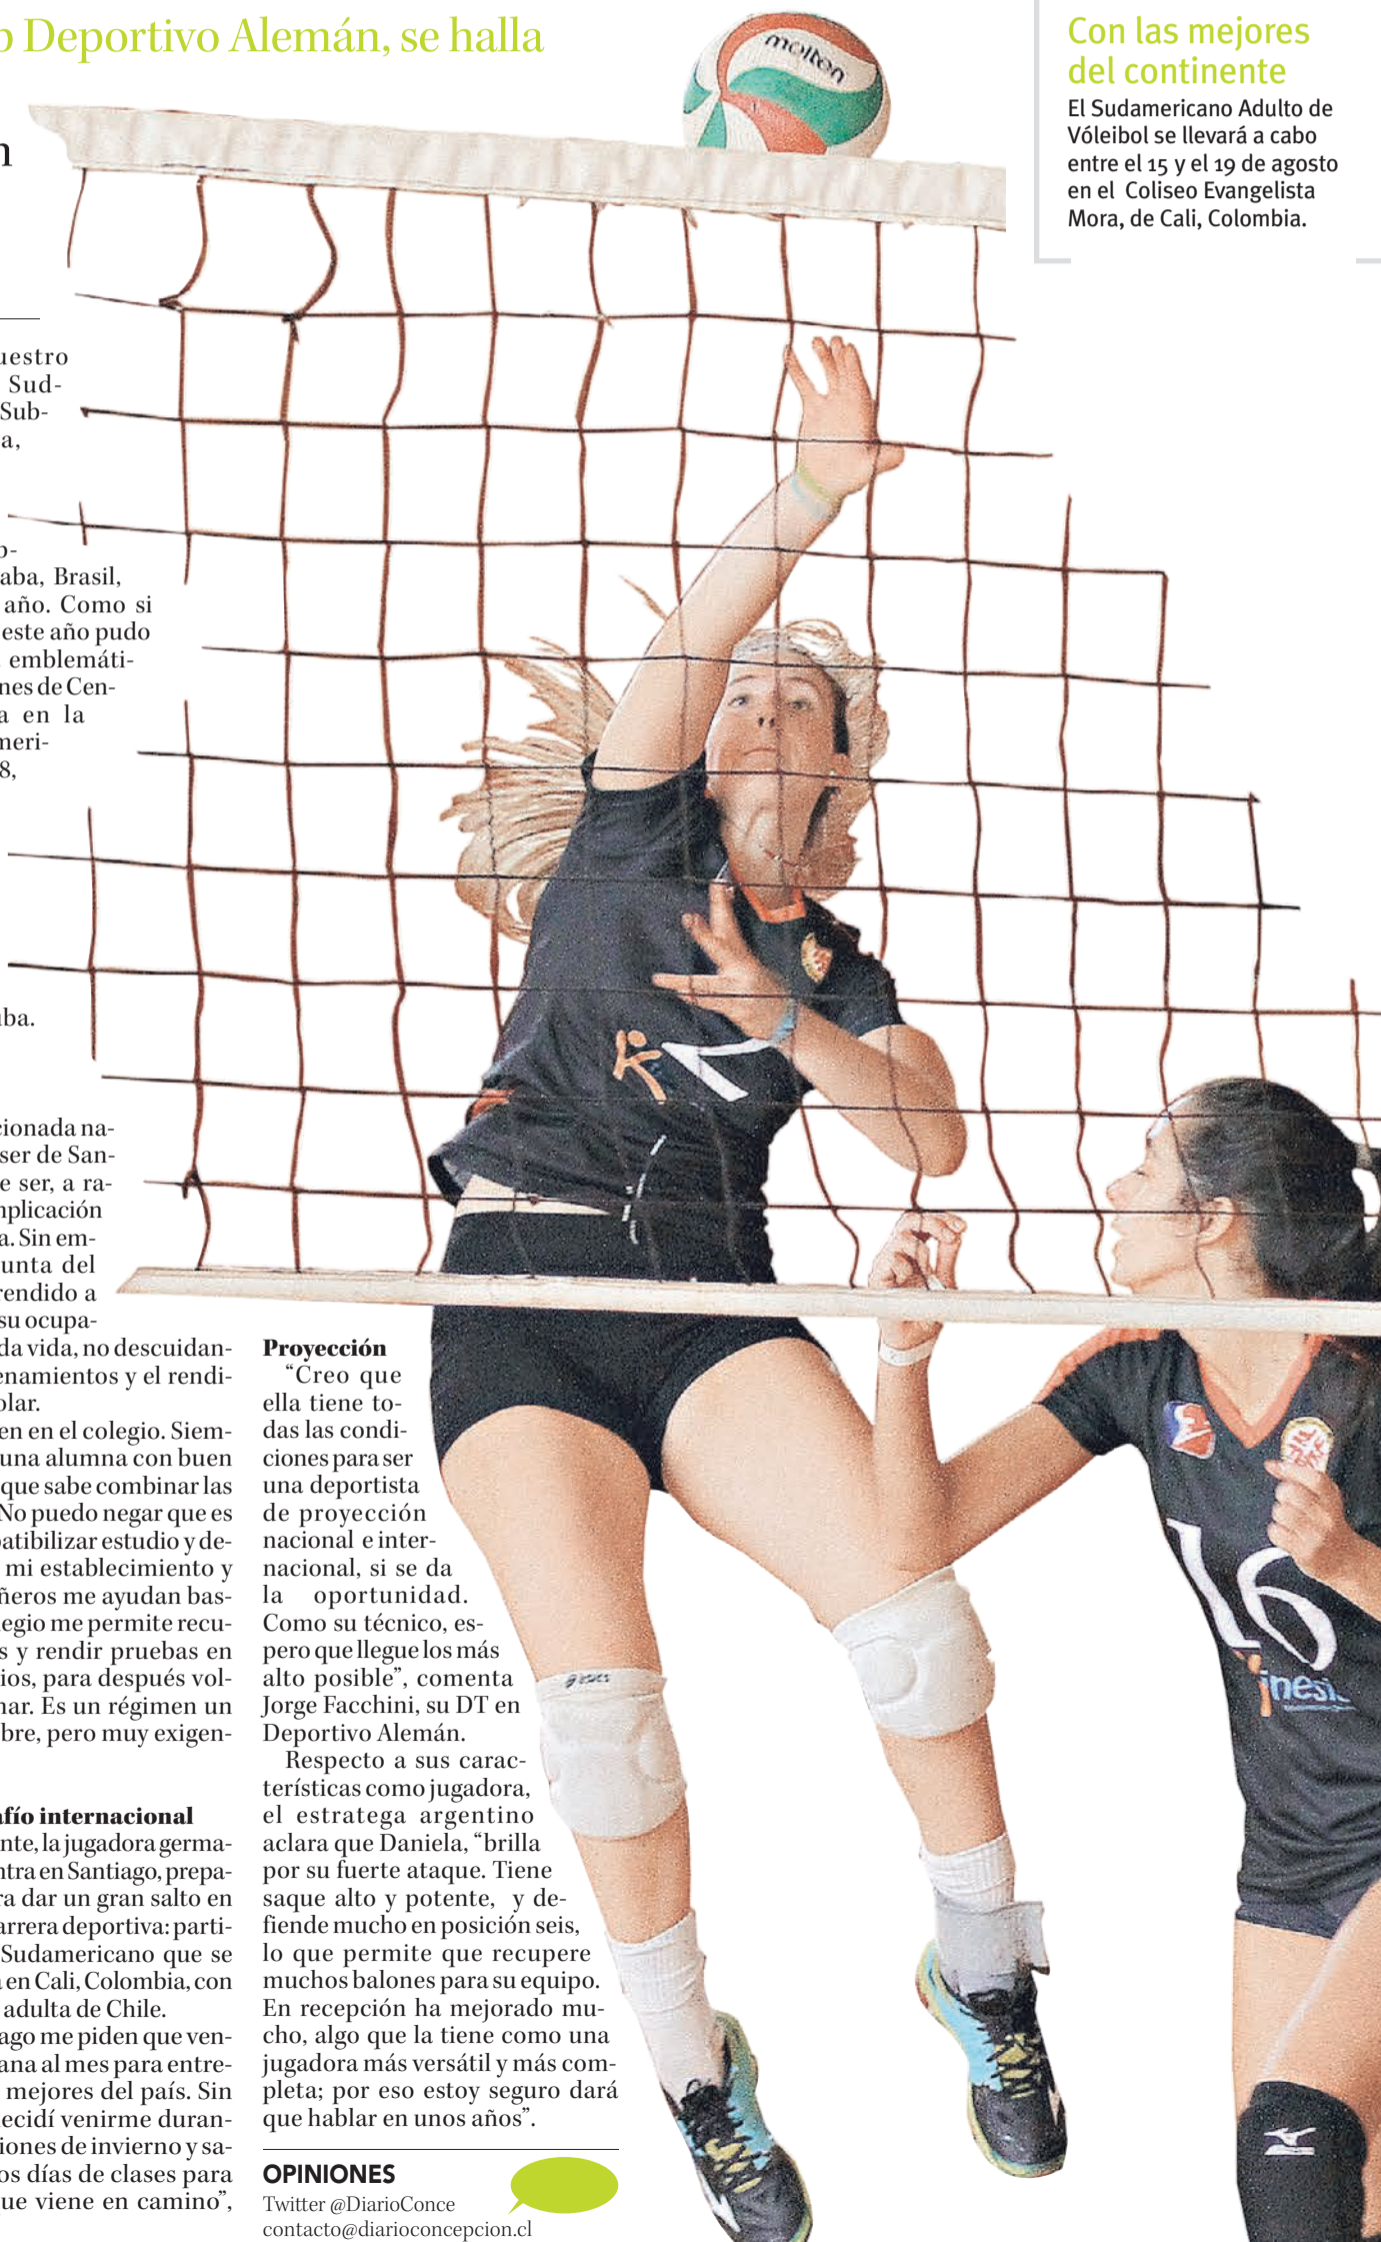 Deportivo Alemán, se halla
Con las mejores
del continente
El Sudamericano Adulto de
Vóleibol se llevará a cabo
entre el 15 y el 19 de agosto
en el Coliseo Evangelista
Mora, de Cali, Colombia.
molten
Sud-
Sub-
a,
aba, Brasil,
año. Como si
este año pudo
emblemáti-
nes de Cen-
a en la
meri-
8,
uba.
cionada na-
ser de San-
e ser, a ra-
mplicación
a. Sin em-
unta del
rendido a
su ocupa-
da vida, no descuidan-
enamientos y el rendi-
olar.
en en el colegio. Siem-
una alumna con buen
que sabe combinar las
No puedo negar que es
patibilizar estudio y de-
mi establecimiento y
ñeros me ayudan bas-
legio me permite recu-
s y rendir pruebas en
ios, para después vol-
nar. Es un régimen un
bre, pero muy exigen-
afío internacional
nte, la jugadora germa-
ntra en Santiago, prepa-
ra dar un gran salto en
arrera deportiva: parti-
Sudamericano que se
a en Cali, Colombia, con
adulta de Chile.
ago me piden que ven-
ana al mes para entre-
mejores del país. Sin
decidí venirme duran-
iones de invierno y sa-
os días de clases para
que viene en camino”,
Proyección
“Creo que
ella tiene to-
das las condi-
ciones para ser
una deportista
de proyección
nacional e inter-
nacional, si se da
la oportunidad.
Como su técnico, es-
pero que llegue los más
alto posible”, comenta
Jorge Facchini, su DT en
Deportivo Alemán.
Respecto a sus carac-
terísticas como jugadora,
el estratega argentino
aclara que Daniela, “brilla
por su fuerte ataque. Tiene
saque alto y potente, y de-
fiende mucho en posición seis,
lo que permite que recupere
muchos balones para su equipo.
En recepción ha mejorado mu-
cho, algo que la tiene como una
jugadora más versátil y más com-
pleta; por eso estoy seguro dará
que hablar en unos años”.
OPINIONES
Twitter @DiarioConce
contacto@diarioconcepcion.cl
16